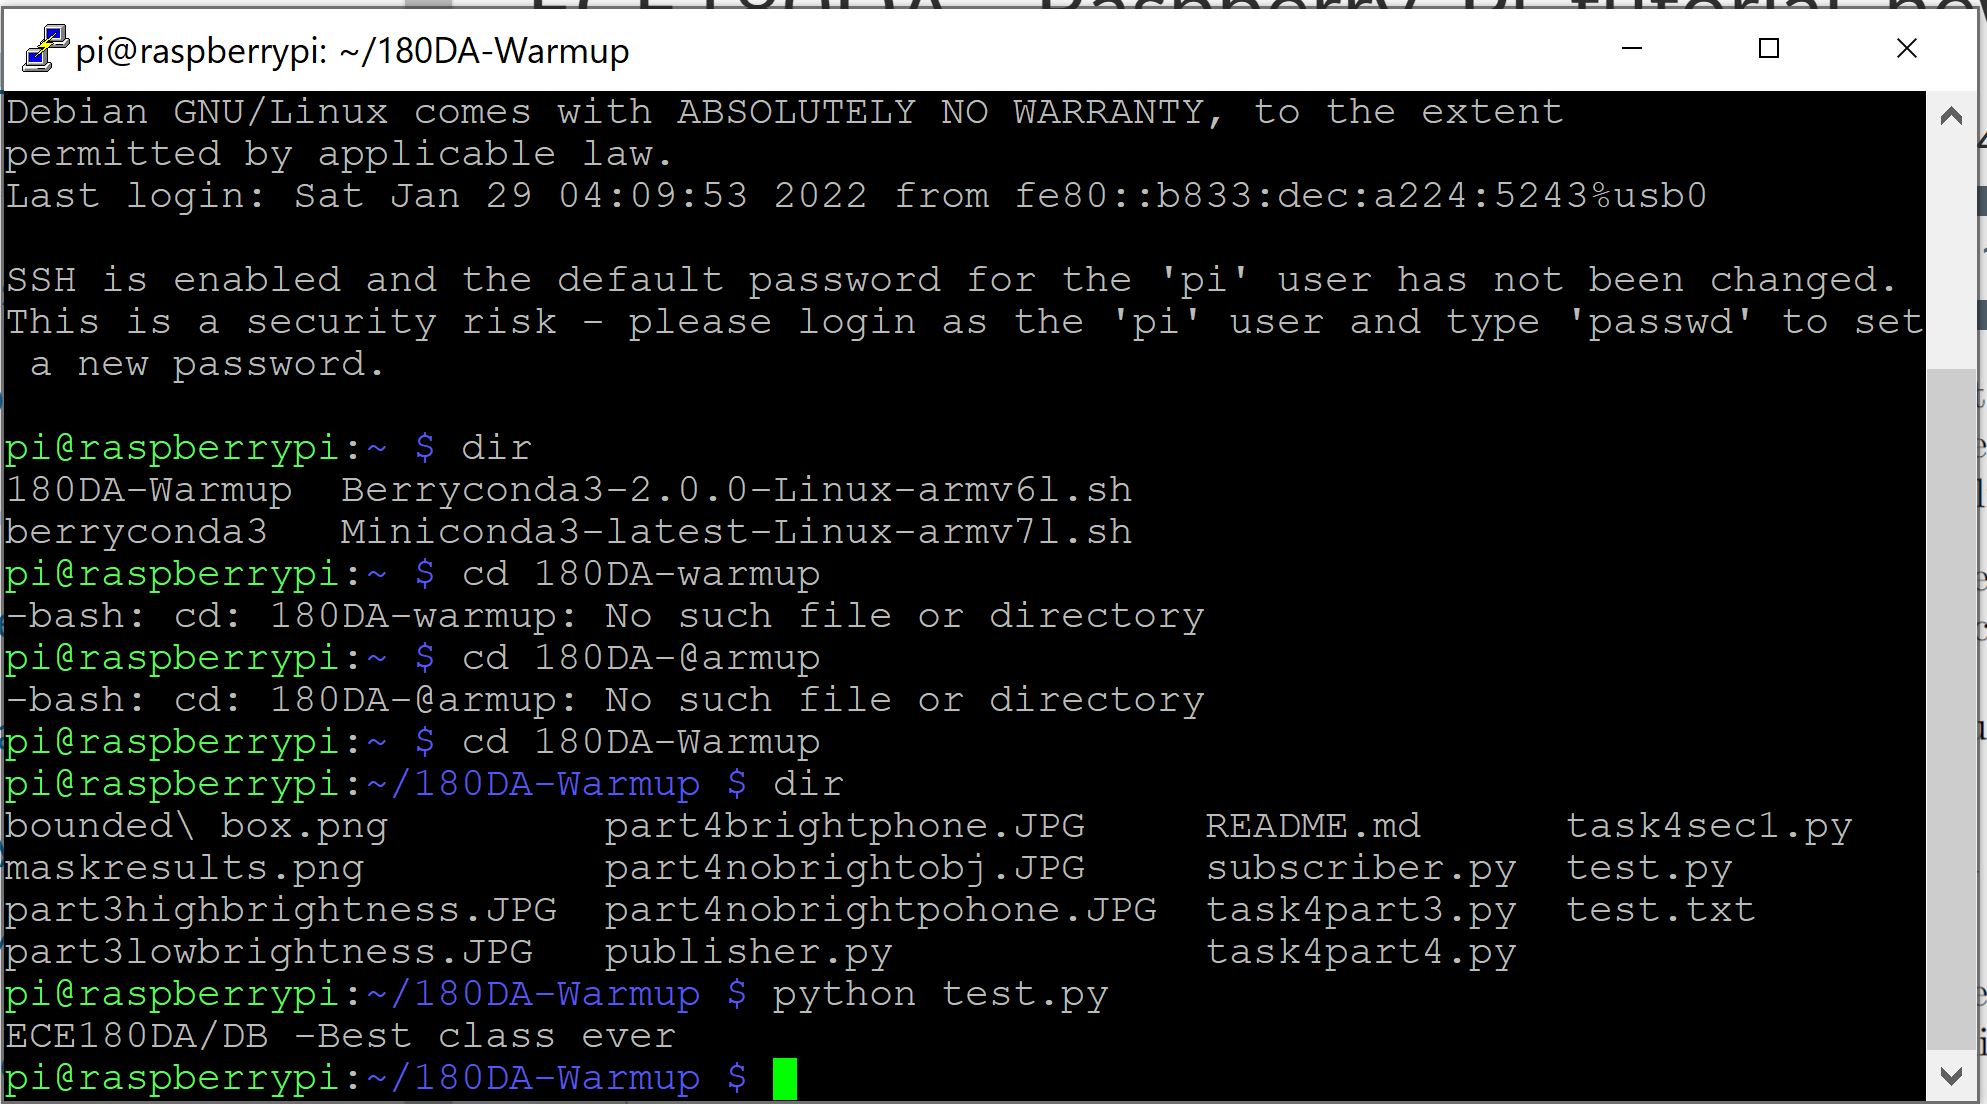 pi@raspberrypi: ~/180DA-Warmup
Debian GNU/Linux comes with ABSOLUTELY NO WARRANTY, to the extent
permitted by applicable law.
Last login: Sat Jan 29 04:09:53 2022 from fe80::b833:dec:a224:5243%usb0
SSH is enabled and the default password for the 'pi' user has not been changed.
This is a security risk - please login as the 'pi' user and type 'passwd' to set
 a new password.
pi@raspberrypi:~ $ dir
180DA-Warmup  Berryconda3-2.0.0-Linux-armv6l.sh
berryconda3   Miniconda3-latest-Linux-armv7l.sh
pi@raspberrypi:~ $ cd 180DA-warmup
-bash: cd: 180DA-warmup: No such file or directory
pi@raspberrypi:~ $ cd 180DA-@armup
-bash: cd: 180DA-@armup: No such file or directory
pi@raspberrypi:~ $ cd 180DA-Warmup
pi@raspberrypi:~/180DA-Warmup $ dir
bounded\ box.png         part4brightphone.JPG     README.md      task4sec1.py
maskresults.png          part4nobrightobj.JPG     subscriber.py  test.py
part3highbrightness.JPG  part4nobrightpohone.JPG  task4part3.py  test.txt
part3lowbrightness.JPG   publisher.py             task4part4.py
pi@raspberrypi:~/180DA-Warmup $ python test.py
ECE180DA/DB -Best class ever
pi@raspberrypi:~/180DA-Warmup $